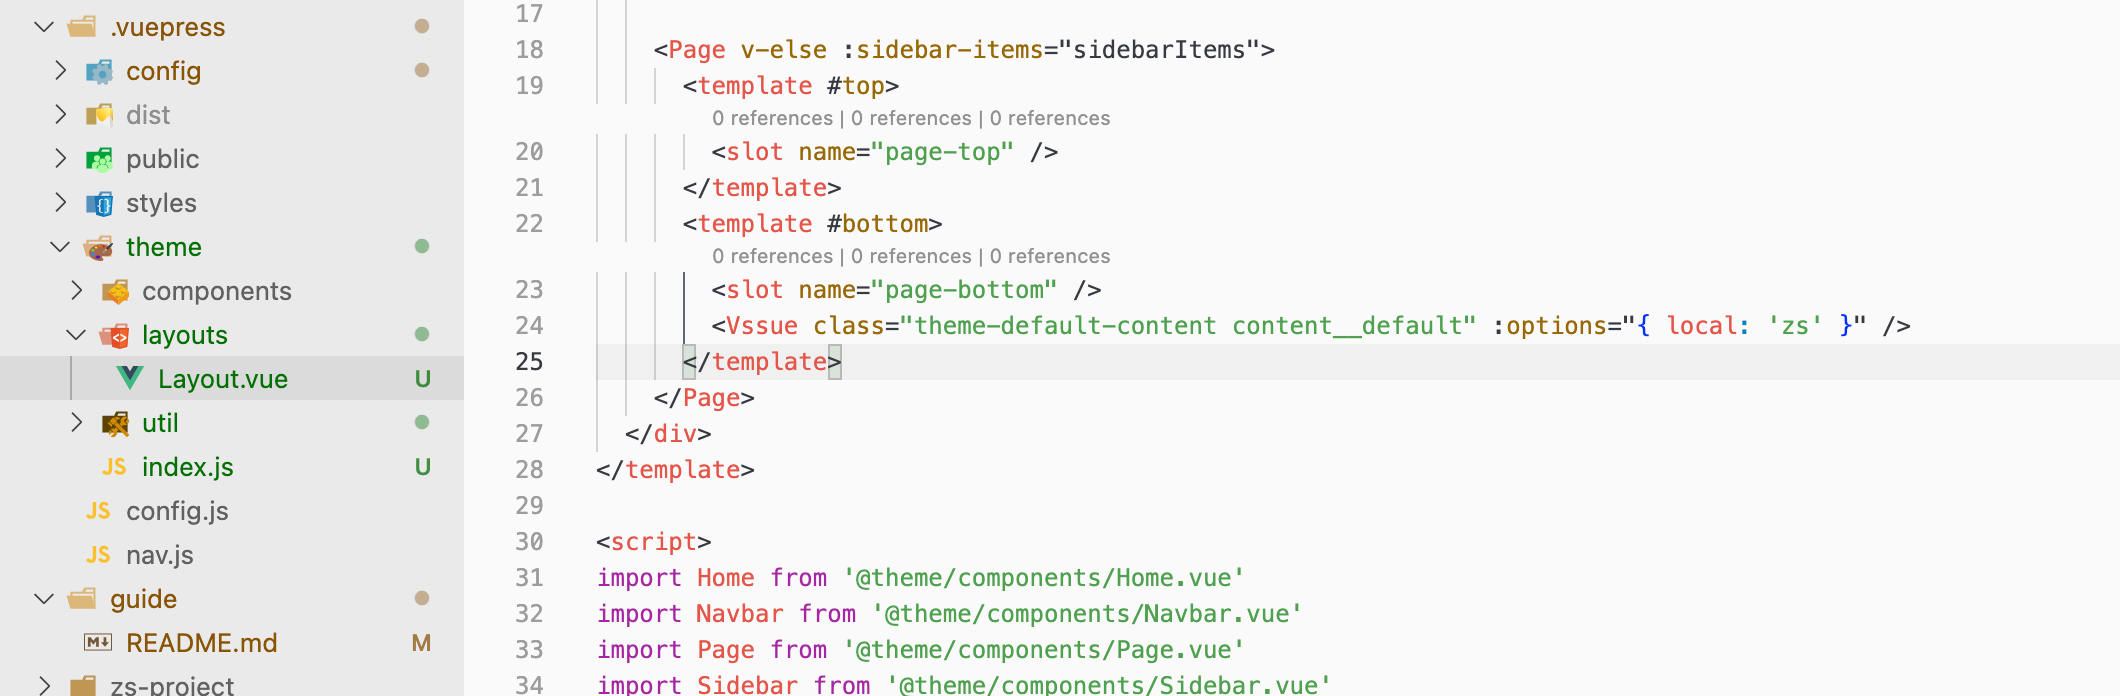 .vuepress
config
dist
public
styles
theme
components
layouts
Layout.vue U
util
JS index.js U
JS config.js
JS nav.js
guide
README.md M
zs-project
17
18 <Page v-else :sidebar-items="sidebarItems">
19 <template #top>
0 references | 0 references | 0 references
20 <slot name="page-top" />
21 </template>
22 <template #bottom>
0 references | 0 references | 0 references
23 <slot name="page-bottom" />
24 <Vssue class="theme-default-content content__default" :options="{ local: 'zs' }" />
25 </template>
26 </Page>
27 </div>
28 </template>
29
30 <script>
31 import Home from '@theme/components/Home.vue'
32 import Navbar from '@theme/components/Navbar.vue'
33 import Page from '@theme/components/Page.vue'
34 import Sidebar from '@theme/components/Sidebar.vue'